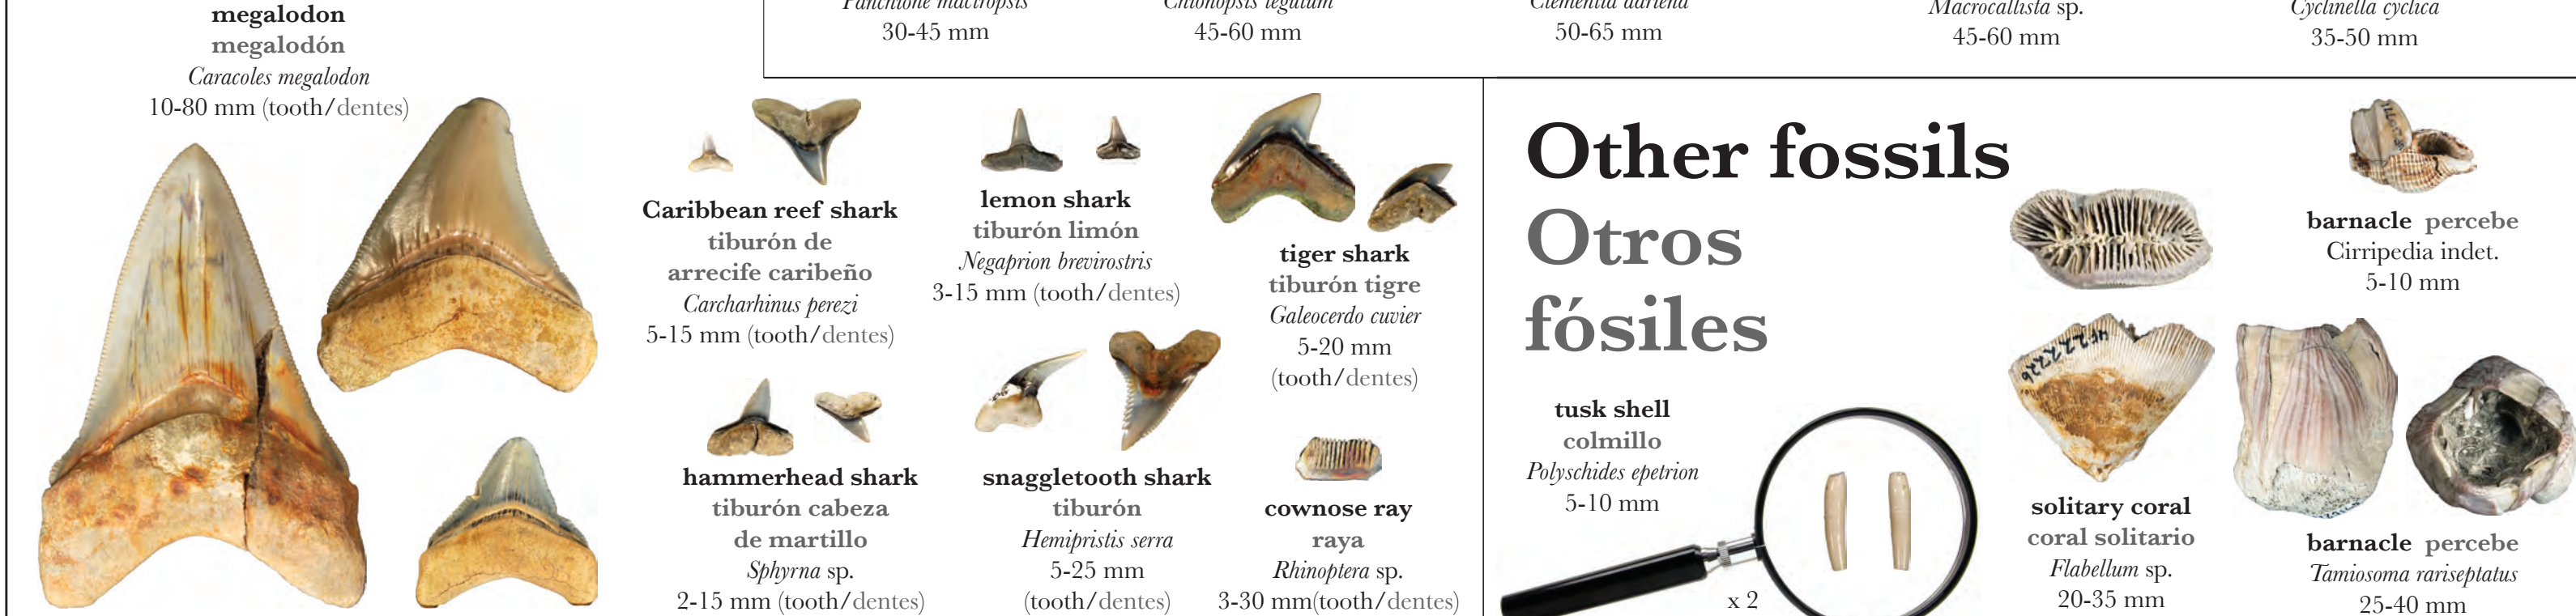 megalodon
megalodón
Caracoles megalodon
10-80 mm (tooth/dentes)
Panchione mactropsis
30-45 mm
Chionopsis tegulum
45-60 mm
Clementia dariena
50-65 mm
Macrocallista sp.
45-60 mm
Cyclinella cyclica
35-50 mm
Caribbean reef shark
tiburón de
arrecife caribeño
Carcharhinus perezi
5-15 mm (tooth/dentes)
lemon shark
tiburón limón
Negaprion brevirostris
3-15 mm (tooth/dentes)
tiger shark
tiburón tigre
Galeocerdo cuvier
5-20 mm
(tooth/dentes)
hammerhead shark
tiburón cabeza
de martillo
Sphyrna sp.
2-15 mm (tooth/dentes)
snaggletooth shark
tiburón
Hemipristis serra
5-25 mm
(tooth/dentes)
cownose ray
raya
Rhinoptera sp.
3-30 mm(tooth/dentes)
Other fossils
Otros
fósiles
tusk shell
colmillo
Polyschides epetrion
5-10 mm
x 2
solitary coral
coral solitario
Flabellum sp.
20-35 mm
barnacle percebe
Cirripedia indet.
5-10 mm
barnacle percebe
Tamiosoma rariseptatus
25-40 mm